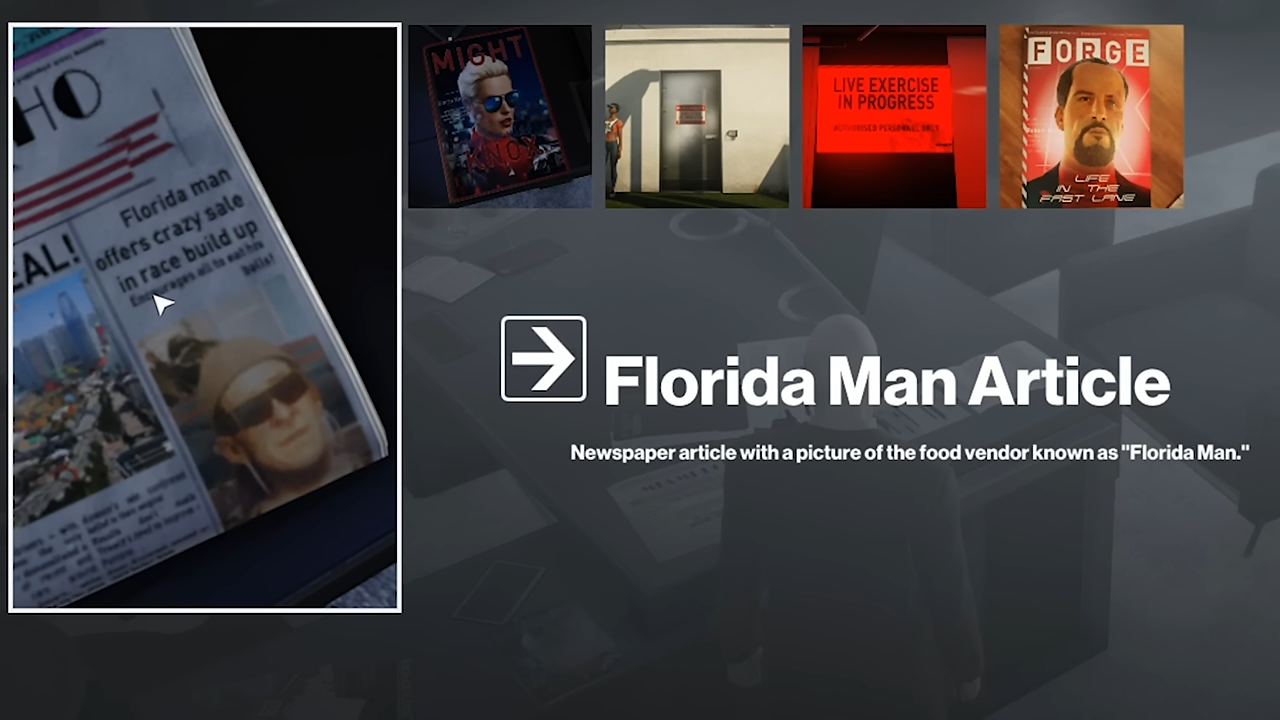 HO
Florida man
offers crazy sale
in race build up
Encourages all to eat his
balls!
EAL!
MIGHT
KNOX
LIVE EXERCISE
IN PROGRESS
AUTHORISED PERSONNEL ONLY
FORGE
LIFE
IN THE
FAST LANE
Florida Man Article
Newspaper article with a picture of the food vendor known as "Florida Man."